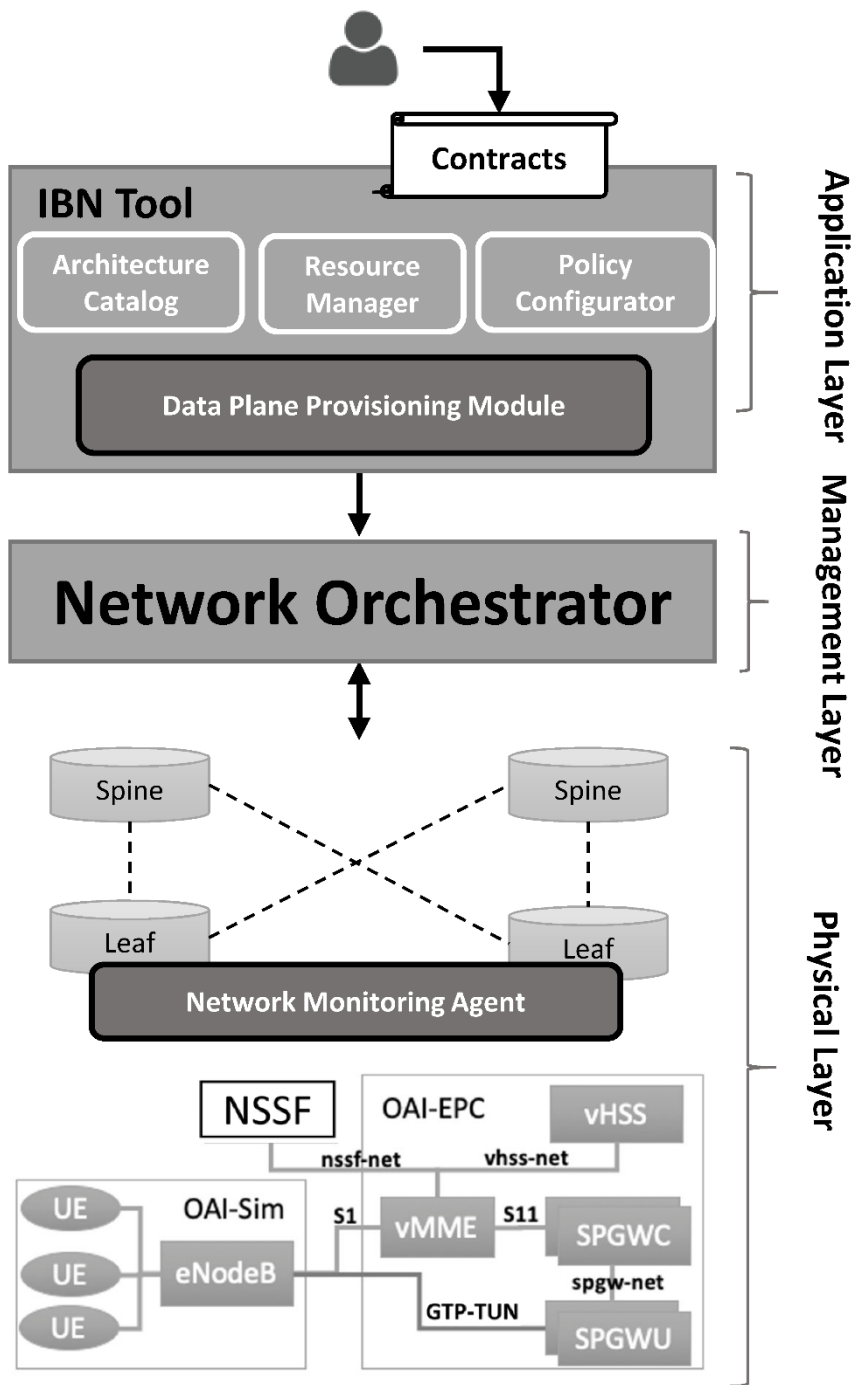 Contracts
IBN Tool
Architecture
Catalog
Resource
Manager
Policy
Configurator
Data Plane Provisioning Module
Application Layer
Network Orchestrator
Management Layer
Spine
Spine
Leaf
Leaf
Network Monitoring Agent
Physical Layer
NSSF
OAI-EPC
vHSS
nssf-net
vhss-net
UE
OAI-Sim
S1
vMME
S11
SPGWC
UE
eNodeB
spgw-net
UE
GTP-TUN
SPGWU